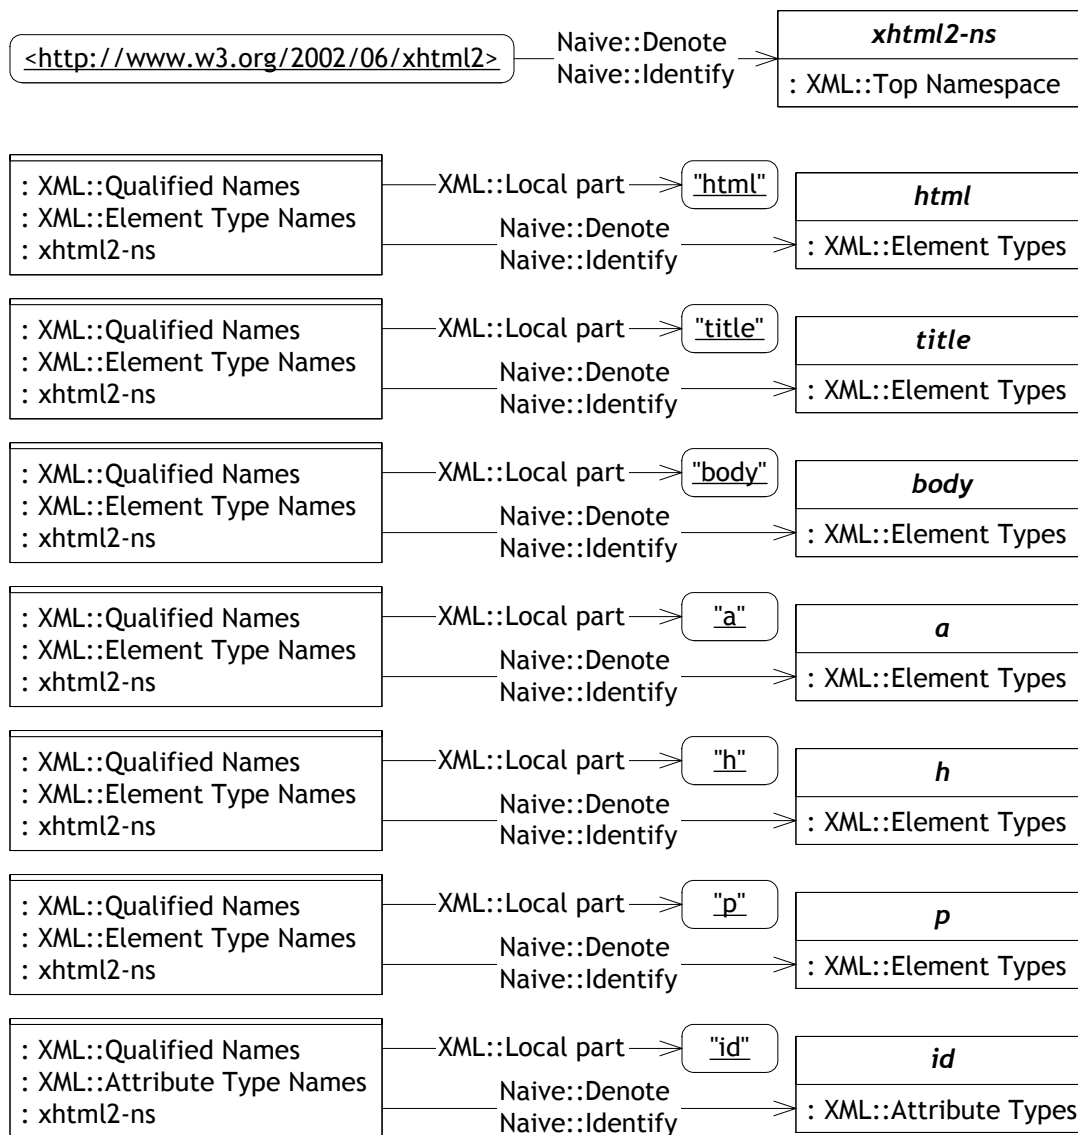 <http://www.w3.org/2002/06/xhtml2>
Naive::Denote
Naive::Identify
xhtml2-ns
: XML::Top Namespace
: XML::Qualified Names
: XML::Element Type Names
: xhtml2-ns
XML::Local part
"html"
Naive::Denote
Naive::Identify
html
: XML::Element Types
: XML::Qualified Names
: XML::Element Type Names
: xhtml2-ns
XML::Local part
"title"
Naive::Denote
Naive::Identify
title
: XML::Element Types
: XML::Qualified Names
: XML::Element Type Names
: xhtml2-ns
XML::Local part
"body"
Naive::Denote
Naive::Identify
body
: XML::Element Types
: XML::Qualified Names
: XML::Element Type Names
: xhtml2-ns
XML::Local part
"a"
Naive::Denote
Naive::Identify
a
: XML::Element Types
: XML::Qualified Names
: XML::Element Type Names
: xhtml2-ns
XML::Local part
"h"
Naive::Denote
Naive::Identify
h
: XML::Element Types
: XML::Qualified Names
: XML::Element Type Names
: xhtml2-ns
XML::Local part
"p"
Naive::Denote
Naive::Identify
p
: XML::Element Types
: XML::Qualified Names
: XML::Attribute Type Names
: xhtml2-ns
XML::Local part
"id"
Naive::Denote
Naive::Identify
id
: XML::Attribute Types